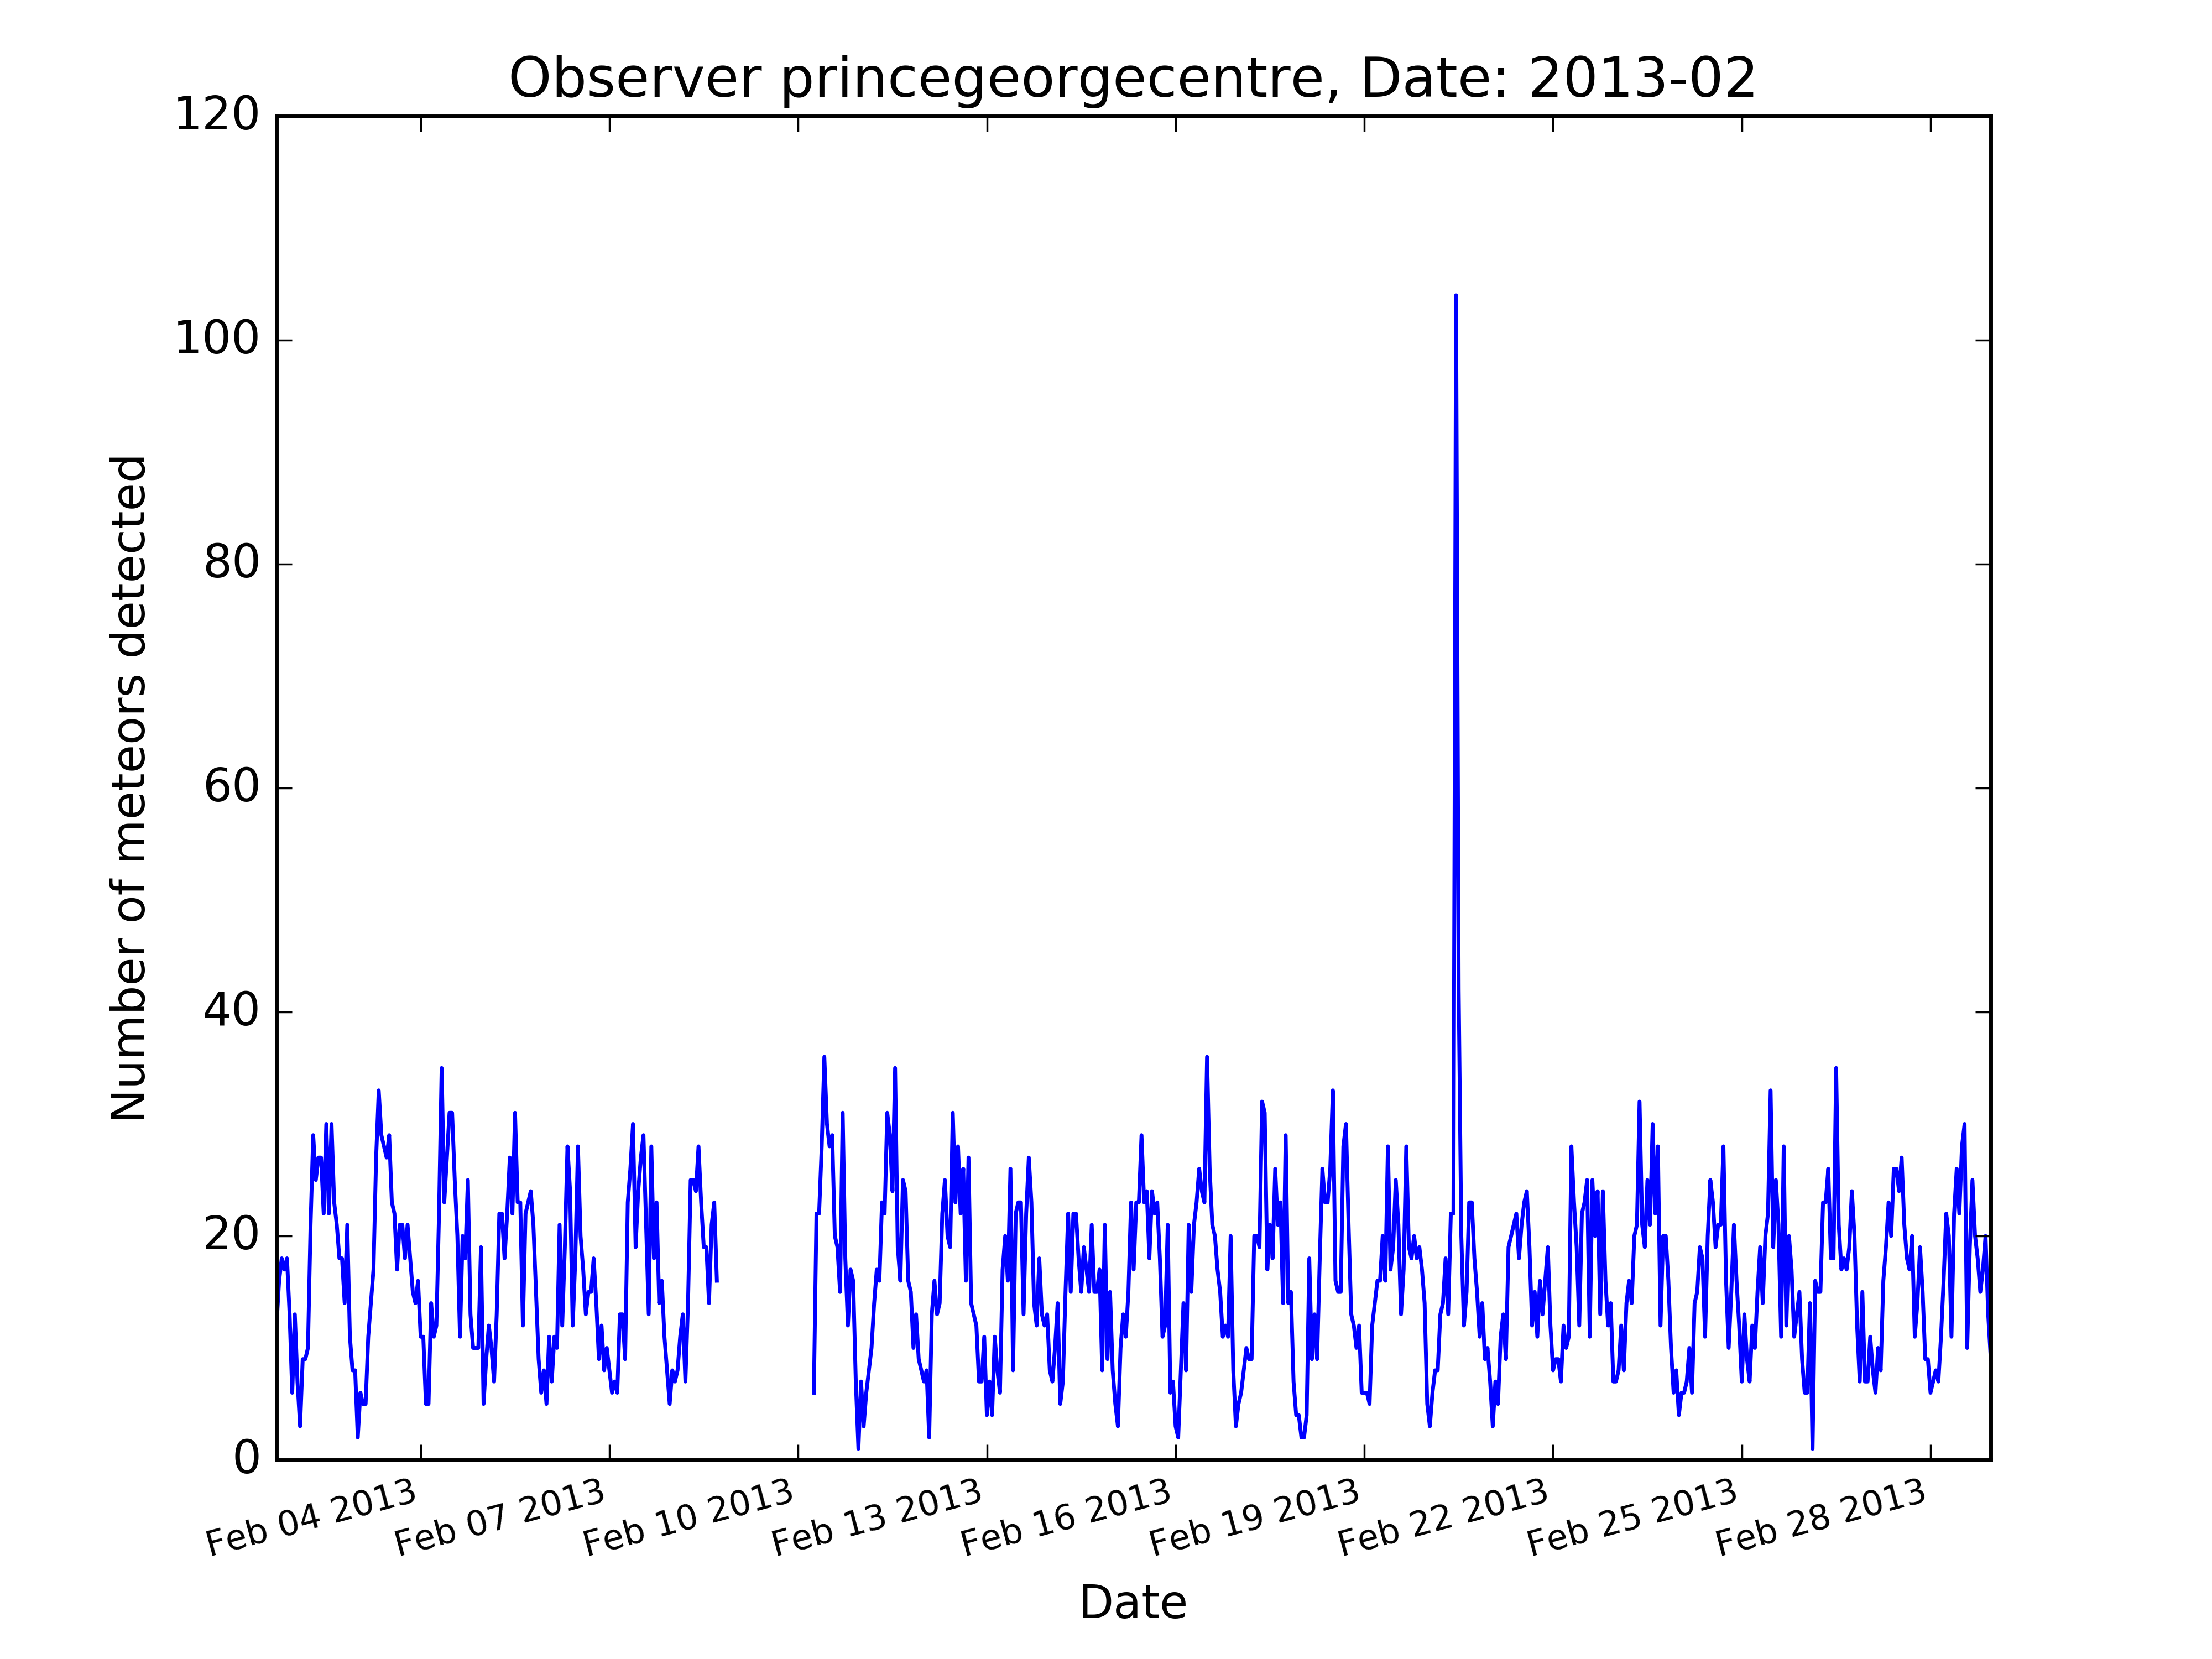 Observer princegeorgecentre, Date: 2013-02
120
100
80
60
40
20
0
Number of meteors detected
Feb 04 2013
Feb 07 2013
Feb 10 2013
Feb 13 2013
Feb 16 2013
Feb 19 2013
Feb 22 2013
Feb 25 2013
Feb 28 2013
Date